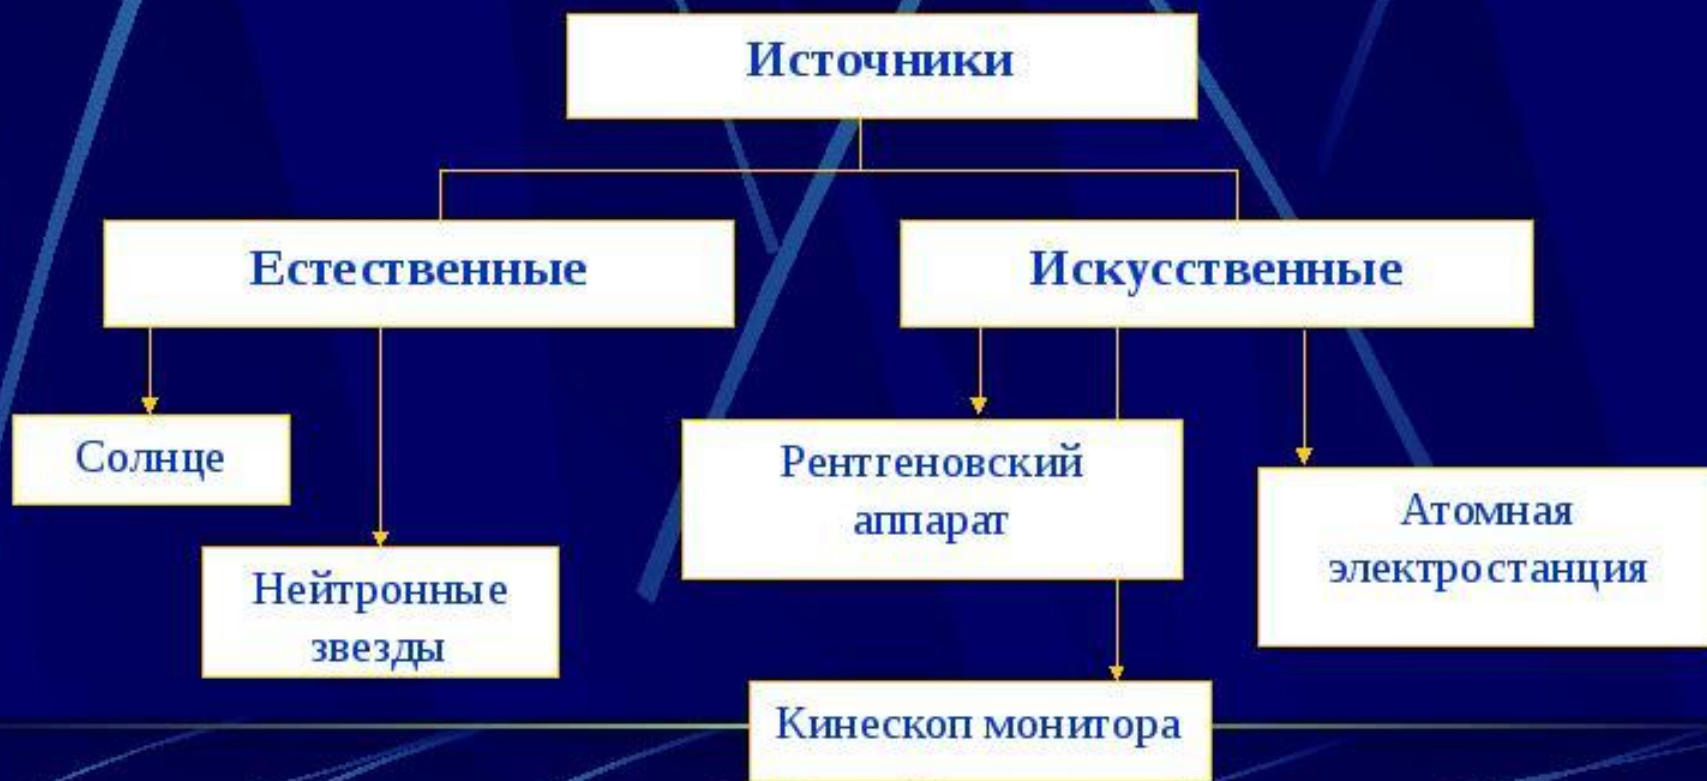 Источники
Естественные
Искусственные
Солнце
Рентгеновский
аппарат
Атомная
электростанция
Нейтронные
звезды
Кинескоп монитора